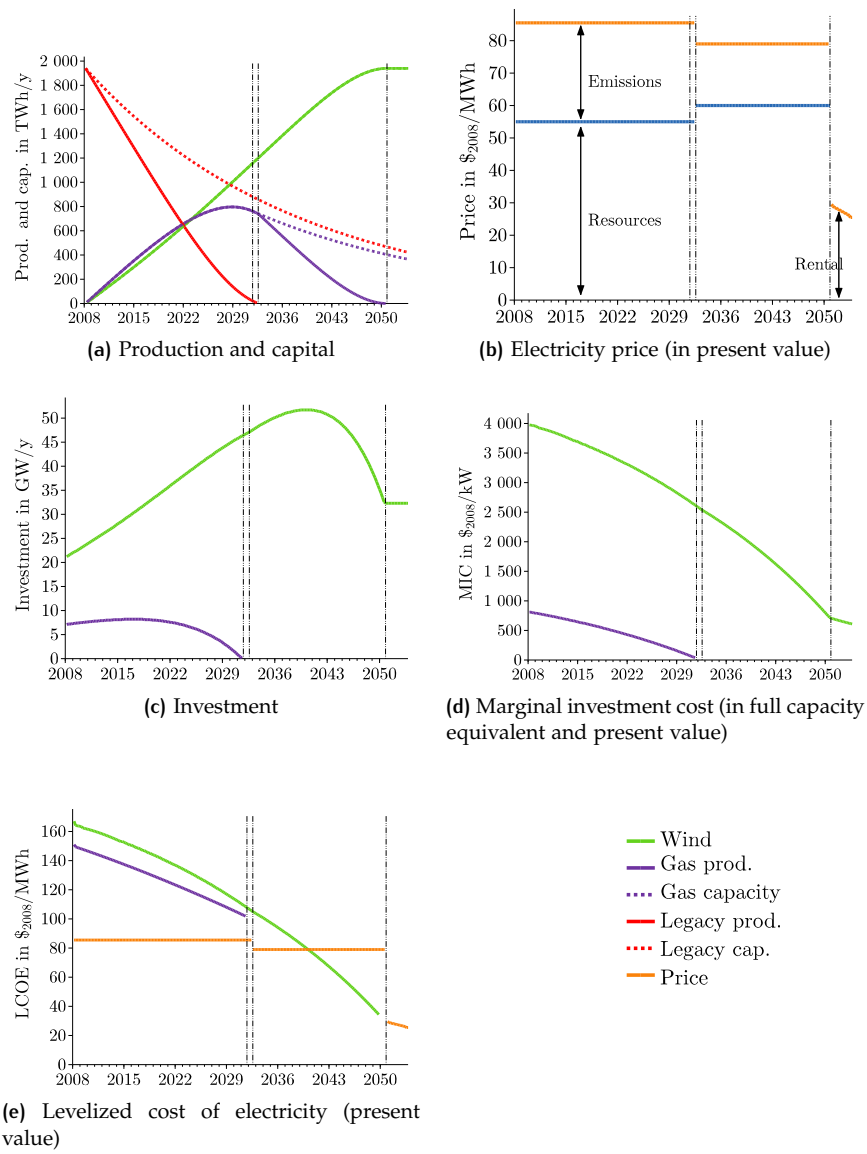 Prod. and cap. in TWh/y
2 000
1 800
1 600
1 400
1 200
1 000
800
600
400
200
0
2008 2015 2022 2029 2036 2043 2050
(a) Production and capital
Price in $2008/MWh
80
70
60
50
40
30
20
10
0
Emissions
Resources
Rental
2008 2015 2022 2029 2036 2043 2050
(b) Electricity price (in present value)
Investment in GW/y
50
45
40
35
30
25
20
15
10
5
0
2008 2015 2022 2029 2036 2043 2050
(c) Investment
MIC in $2008/kW
4 000
3 500
3 000
2 500
2 000
1 500
1 000
500
0
2008 2015 2022 2029 2036 2043 2050
(d) Marginal investment cost (in full capacity
equivalent and present value)
LCOE in $2008/MWh
160
140
120
100
80
60
40
20
0
2008 2015 2022 2029 2036 2043 2050
(e) Levelized cost of electricity (present
value)
Wind
Gas prod.
Gas capacity
Legacy prod.
Legacy cap.
Price